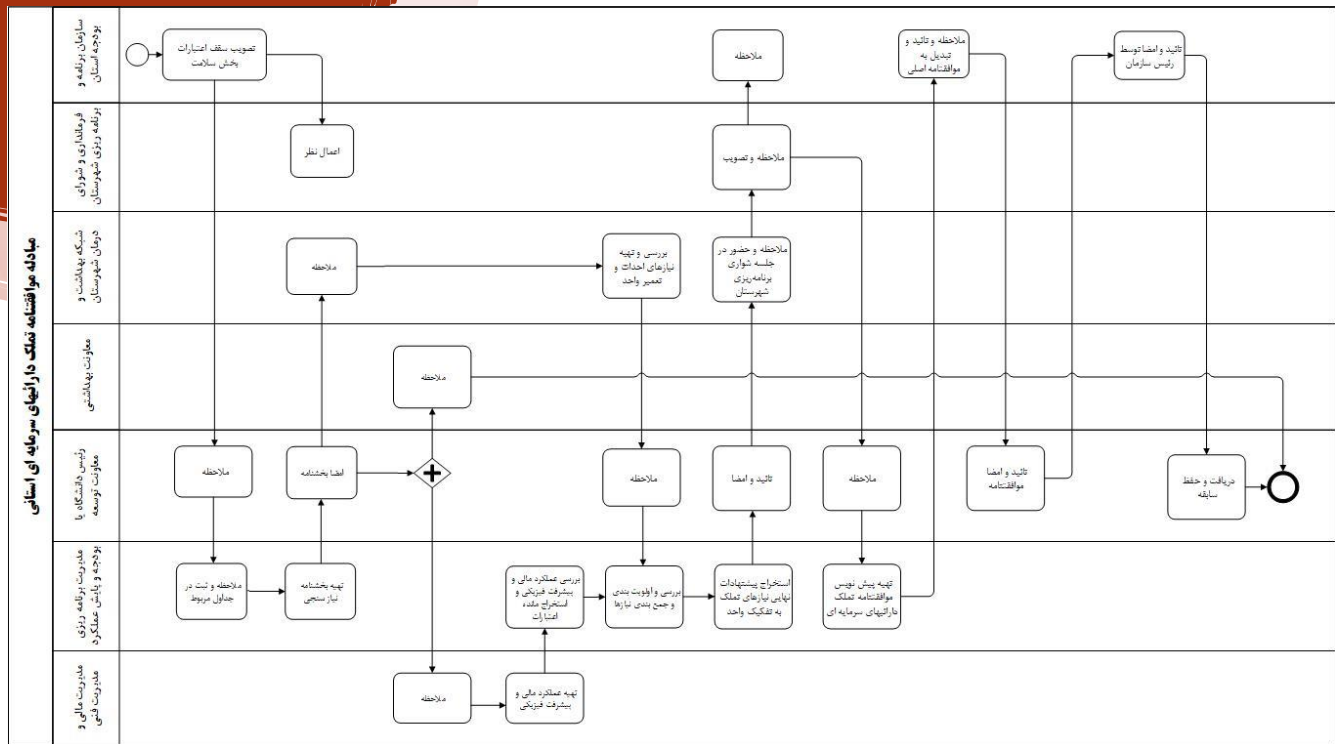 مبادله موافقتنامه تملک دارائیهای سرمایه ای استانی
سازمان برنامه و
بودجه استان
تصویب سقف اعتبارات
بخش سلامت
ملاحظه
ملاحظه و تائید و
تبدیل به
موافقتنامه اصلی
تائید و امضا توسط
رئیس سازمان
فرمانداری و شورای
برنامه ریزی شهرستان
اعمال نظر
ملاحظه و تصویب
شبکه بهداشت و
درمان شهرستان
ملاحظه
بررسی و تهیه
نیازهای احداث و
تعمیر واحد
ملاحظه و حضور در
جلسه شواری
برنامه‌ریزی
شهرستان
معاونت بهداشتی
ملاحظه
رئیس دانشگاه یا
معاونت توسعه
ملاحظه
امضا بخشنامه
ملاحظه
تائید و امضا
ملاحظه
تائید و امضا
موافقتنامه
دریافت و حفظ
سابقه
مدیریت برنامه ریزی
بودجه و پایش عملکرد
ملاحظه و ثبت در
جداول مربوط
تهیه بخشنامه
نیاز سنجی
بررسی عملکرد مالی و
پیشرفت فیزیکی و
استخراج مانده
اعتبارات
بررسی و اولویت بندی
و جمع بندی نیازها
استخراج پیشنهادات
نهایی نیازهای تملک
به تفکیک واحد
تهیه پیش نویس
موافقتنامه تملک
دارائیهای سرمایه ای
مدیریت مالی و
مدیریت فنی
ملاحظه
تهیه عملکرد مالی و
پیشرفت فیزیکی